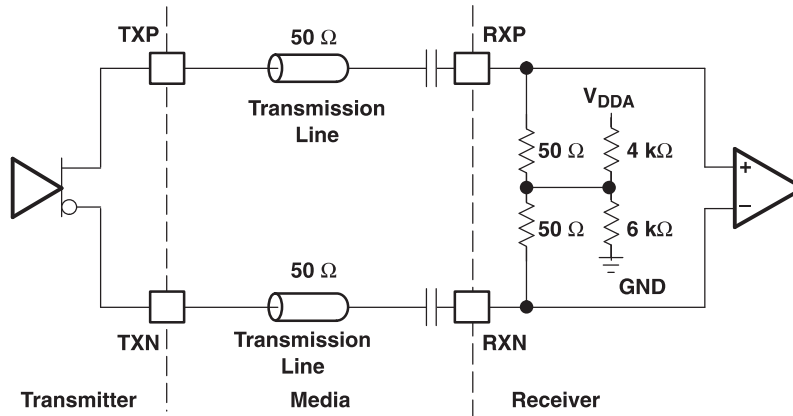 TXP
50 Ω
RXP
Transmission
Line
VDDA
50 Ω
4 kΩ
+
−
50 Ω
6 kΩ
GND
50 Ω
TXN
Transmission
Line
RXN
Transmitter
Media
Receiver